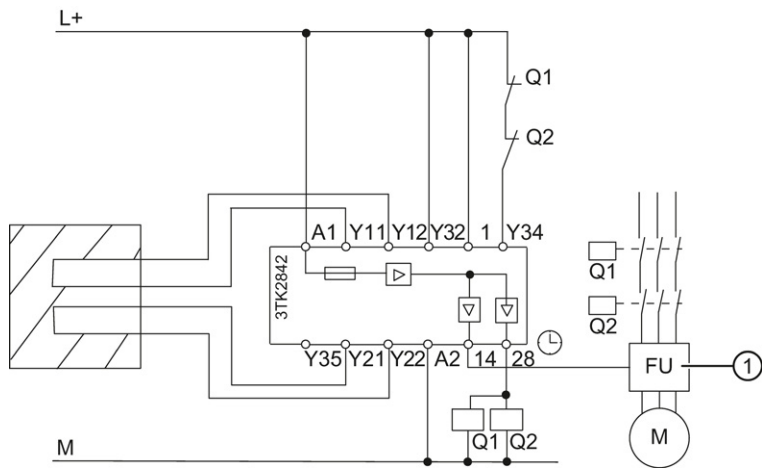 L+
Q1
Q2
A1 Y11 Y12 Y32 1 Y34
3TK2842
Q1
Q2
Y35 Y21 Y22 A2 14 28
FU 1
Q1 Q2
M
M